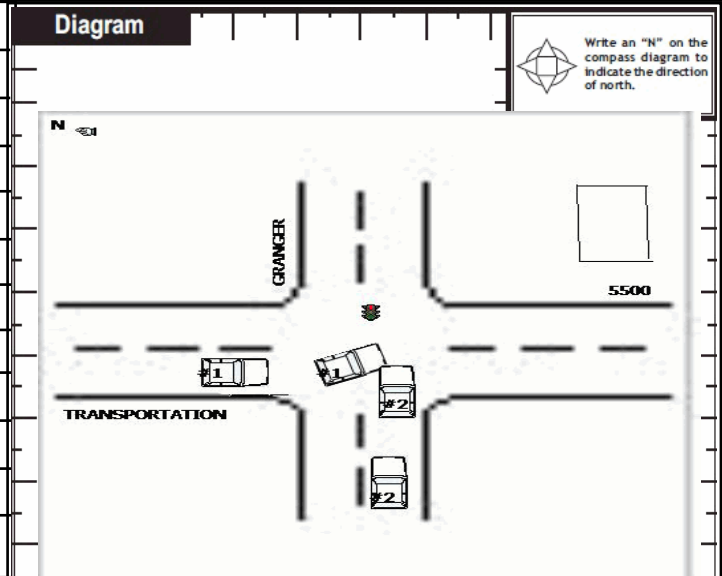 Diagram
Write an “N” on the
compass diagram to
indicate the direction
of north.
N
GRANGER
5500
#1
#1
#2
TRANSPORTATION
#2